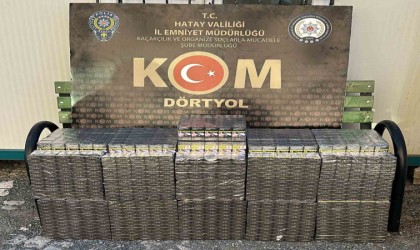 T.C.
HATAY VALİLİĞİ
İL EMNİYET MÜDÜRLÜĞÜ
KAÇAKÇILIK VE ORGANİZE SUÇLARLA MÜCADELE
ŞUBE MÜDÜRLÜĞÜ
KOM
DÖRTYOL